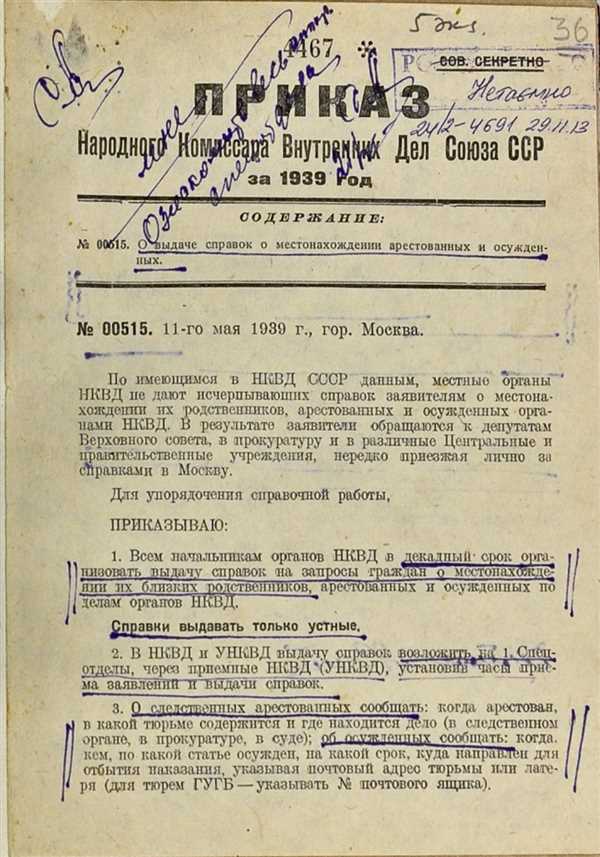 5 экз.
36
1467 *
СОВ. СЕКРЕТНО
ПРИКАЗ
2412-4691 29.11.13
Народного Комиссара Внутренних Дел Союза ССР
за 1939 год
СОДЕРЖАНИЕ:
№ 00515. О выдаче справок о местонахождении арестованных и осужден-
ных.
№ 00515. 11-го мая 1939 г., гор. Москва.
По имеющимся в НКВД СССР данным, местные органы
НКВД не дают исчерпывающих справок заявителям о местона-
хождении их родственников, арестованных и осужденных орга-
нами НКВД. В результате заявители обращаются к депутатам
Верховного совета, в прокуратуру и в различные Центральные и
правительственные учреждения, нередко приезжая лично за
справками в Москву.
Для упорядочения справочной работы,
ПРИКАЗЫВАЮ:
1. Всем начальникам органов НКВД в декадный срок орга-
низовать выдачу справок на запросы граждан о местонахожде-
нии их близких родственников, арестованных и осужденных по
делам органов НКВД.
Справки выдавать только устные.
2. В НКВД и УНКВД выдачу справок возложить на 1. Спец-
отделы, через приемные НКВД (УНКВД), установив часы прие-
ма заявлений и выдачи справок.
3. О следственных арестованных сообщать: когда арестован,
в какой тюрьме содержится и где находится дело (в следственном
органе, в прокуратуре, в суде); об осужденных сообщать: когда.
кем, по какой статье осужден, на какой срок, куда направлен для
отбытия наказания, указывая почтовый адрес тюрьмы или лаге-
ря (для тюрем ГУГБ — указывать № почтового ящика).